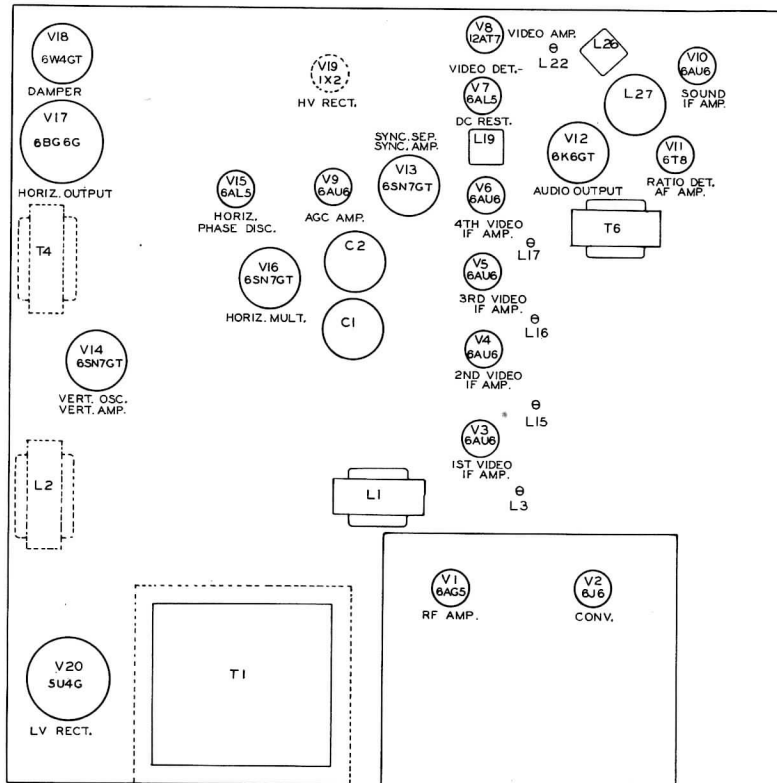 V18
6W4GT
DAMPER
V17
6BG6G
HORIZ. OUTPUT
T4
V19
1X2
HV RECT.
V15
6AL5
HORIZ.
PHASE DISC.
V9
6AU6
AGC AMP.
SYNC. SEP.
SYNC. AMP.
V13
6SN7GT
V16
6SN7GT
HORIZ. MULT.
C2
C1
V8
12AT7
VIDEO AMP.
VIDEO DET.-
V7
6AL5
DC REST.
L19
V6
6AU6
4TH VIDEO
IF AMP.
V5
6AU6
3RD VIDEO
IF AMP.
V4
6AU6
2ND VIDEO
IF AMP.
V3
6AU6
1ST VIDEO
IF AMP.
L22
L26
V10
6AU6
SOUND
IF AMP.
L27
V12
6K6GT
AUDIO OUTPUT
V11
6T8
RATIO DET.
AF AMP.
T6
L17
L16
L15
L3
V14
6SN7GT
VERT. OSC.
VERT. AMP.
L2
L1
V1
6AG5
RF AMP.
V2
6J6
CONV.
V20
5U4G
LV RECT.
T1